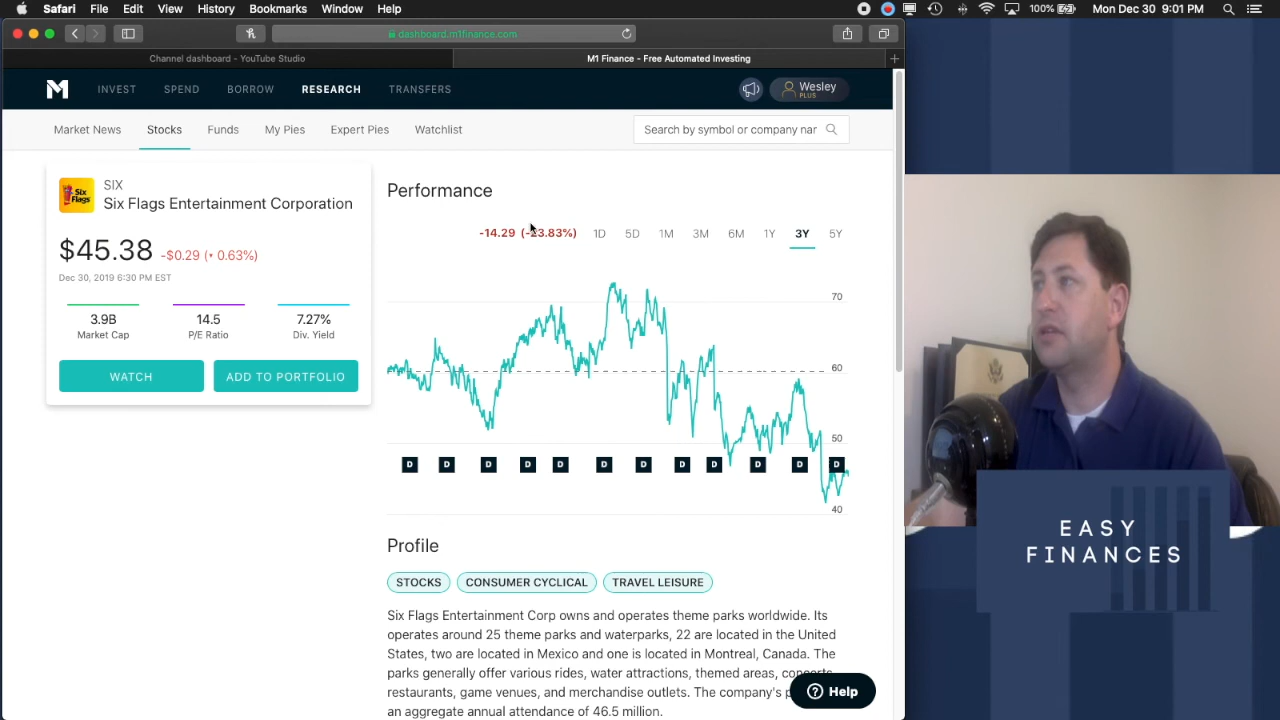 Safari File Edit View History Bookmarks Window Help 100% Mon Dec 30 9:01 PM
dashboard.m1finance.com
Channel dashboard - YouTube Studio M1 Finance - Free Automated Investing
INVEST SPEND BORROW RESEARCH TRANSFERS Wesley
PLUS
Market News Stocks Funds My Pies Expert Pies Watchlist Search by symbol or company nar
SIX
Six Flags Entertainment Corporation
$45.38 -$0.29 (▾ 0.63%)
Dec 30, 2019 6:30 PM EST
3.9B 14.5 7.27%
Market Cap P/E Ratio Div. Yield
WATCH ADD TO PORTFOLIO
Performance
-14.29 (-23.83%) 1D 5D 1M 3M 6M 1Y 3Y 5Y
70
60
50
D D D D D D D D D D D D
40
Profile
STOCKS CONSUMER CYCLICAL TRAVEL LEISURE
Six Flags Entertainment Corp owns and operates theme parks worldwide. Its
operates around 25 theme parks and waterparks, 22 are located in the United
States, two are located in Mexico and one is located in Montreal, Canada. The
parks generally offer various rides, water attractions, themed areas, concerts,
restaurants, game venues, and merchandise outlets. The company's
an aggregate annual attendance of 46.5 million.
Help
EASY
FINANCES